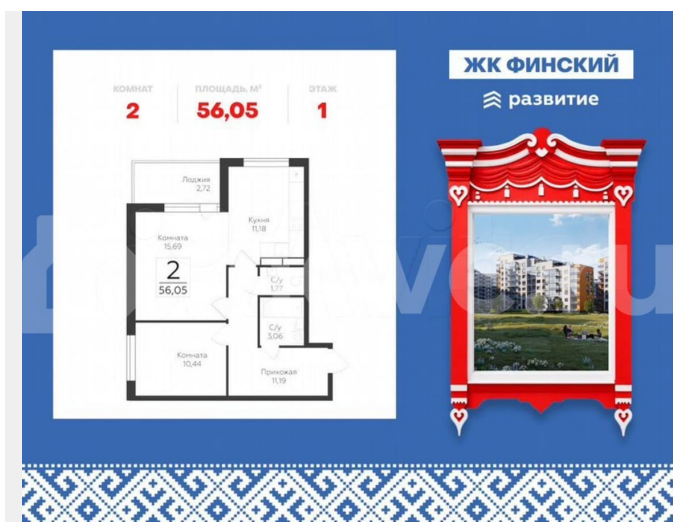 КОМНАТ
2
ПЛОЩАДЬ, М²
56,05
ЭТАЖ
1
Лоджия
2,72
Кухня
11,18
Комната
15,69
2
56,05
С/у
1,77
С/у
3,06
Комната
10,44
Прихожая
11,19
ЖК ФИНСКИЙ
развитие